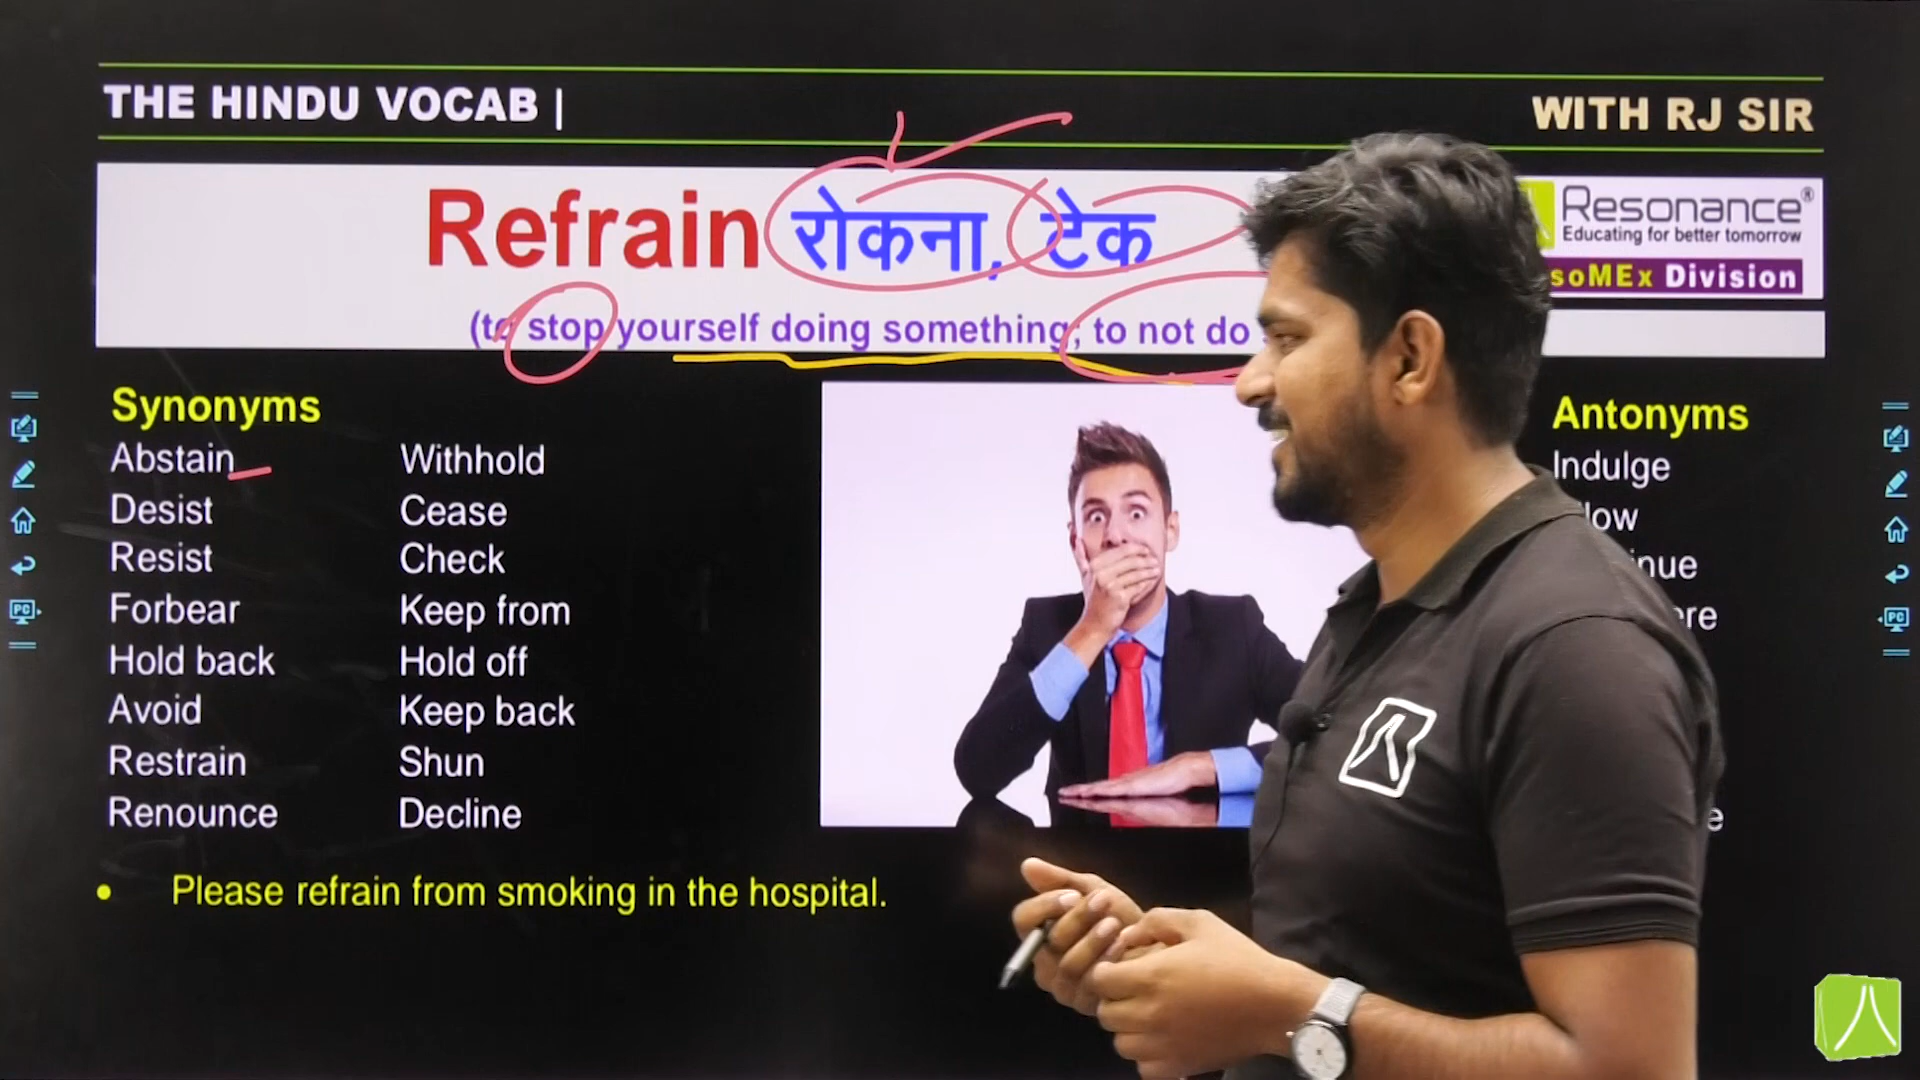 THE HINDU VOCAB |
WITH RJ SIR
Refrain रोकना, टेक
Resonance®
Educating for better tomorrow
Division
(to stop yourself doing something; to not do
Synonyms
Abstain Withhold
Desist Cease
Resist Check
Forbear Keep from
Hold back Hold off
Avoid Keep back
Restrain Shun
Renounce Decline
Antonyms
Indulge
• Please refrain from smoking in the hospital.
PC
PC